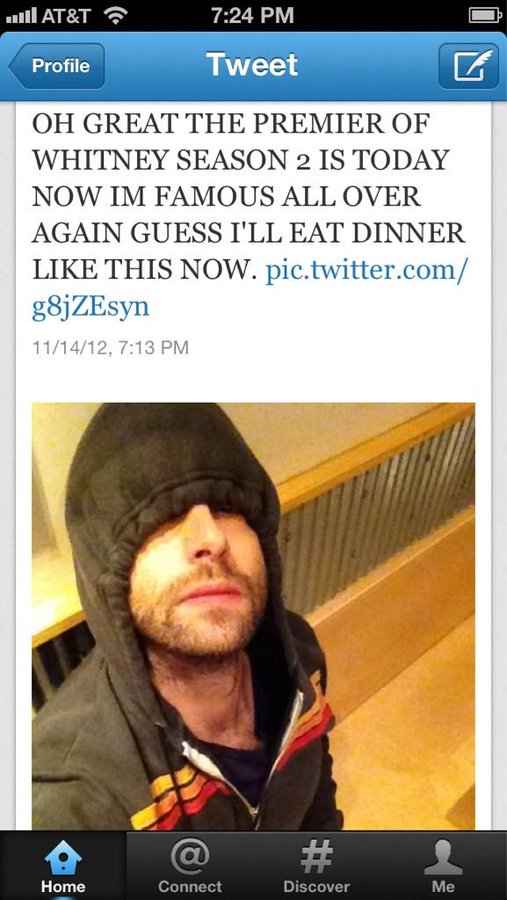 AT&T 7:24 PM
Profile Tweet
OH GREAT THE PREMIER OF
WHITNEY SEASON 2 IS TODAY
NOW IM FAMOUS ALL OVER
AGAIN GUESS I'LL EAT DINNER
LIKE THIS NOW. pic.twitter.com/
g8jZEsyn
11/14/12, 7:13 PM
Home @ Connect # Discover Me